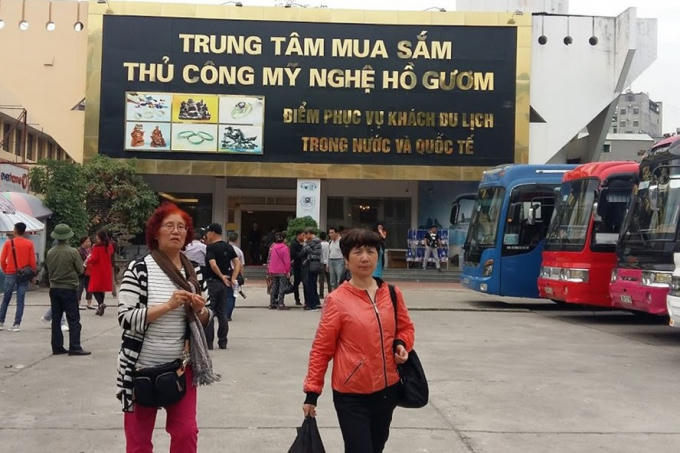 TRUNG TÂM MUA SẮM
THỦ CÔNG MỸ NGHỆ HỒ GƯƠM
ĐIỂM PHỤC VỤ KHÁCH DU LỊCH
TRONG NƯỚC VÀ QUỐC TẾ